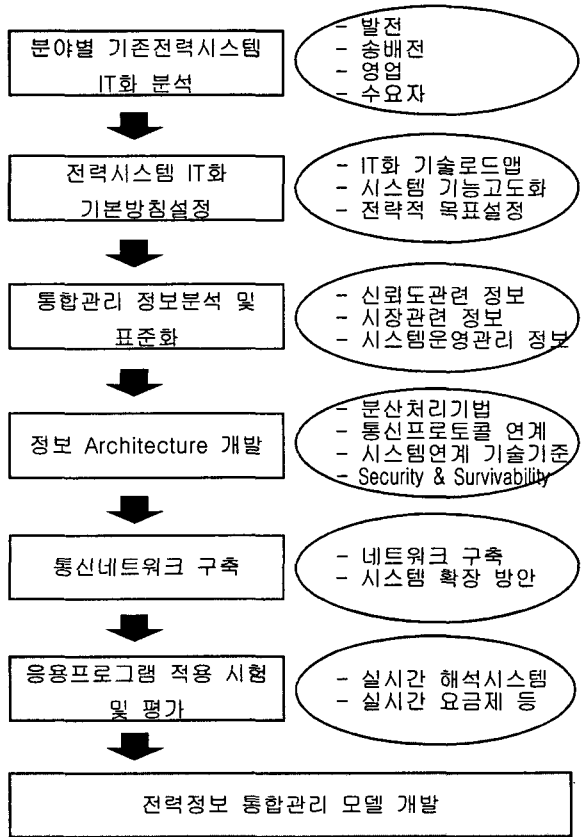 분야별 기존전력시스템
IT화 분석
- 발전
- 송배전
- 영업
- 수요자
전력시스템 IT화
기본방침설정
- IT화 기술로드맵
- 시스템 기능고도화
- 전략적 목표설정
통합관리 정보분석 및
표준화
- 신뢰도관련 정보
- 시장관련 정보
- 시스템운영관리 정보
정보 Architecture 개발
- 분산처리기법
- 통신프로토콜 연계
- 시스템연계 기술기준
- Security & Survivability
통신네트워크 구축
- 네트워크 구축
- 시스템 확장 방안
응용프로그램 적용 시험
및 평가
- 실시간 해석시스템
- 실시간 요금제 등
전력정보 통합관리 모델 개발